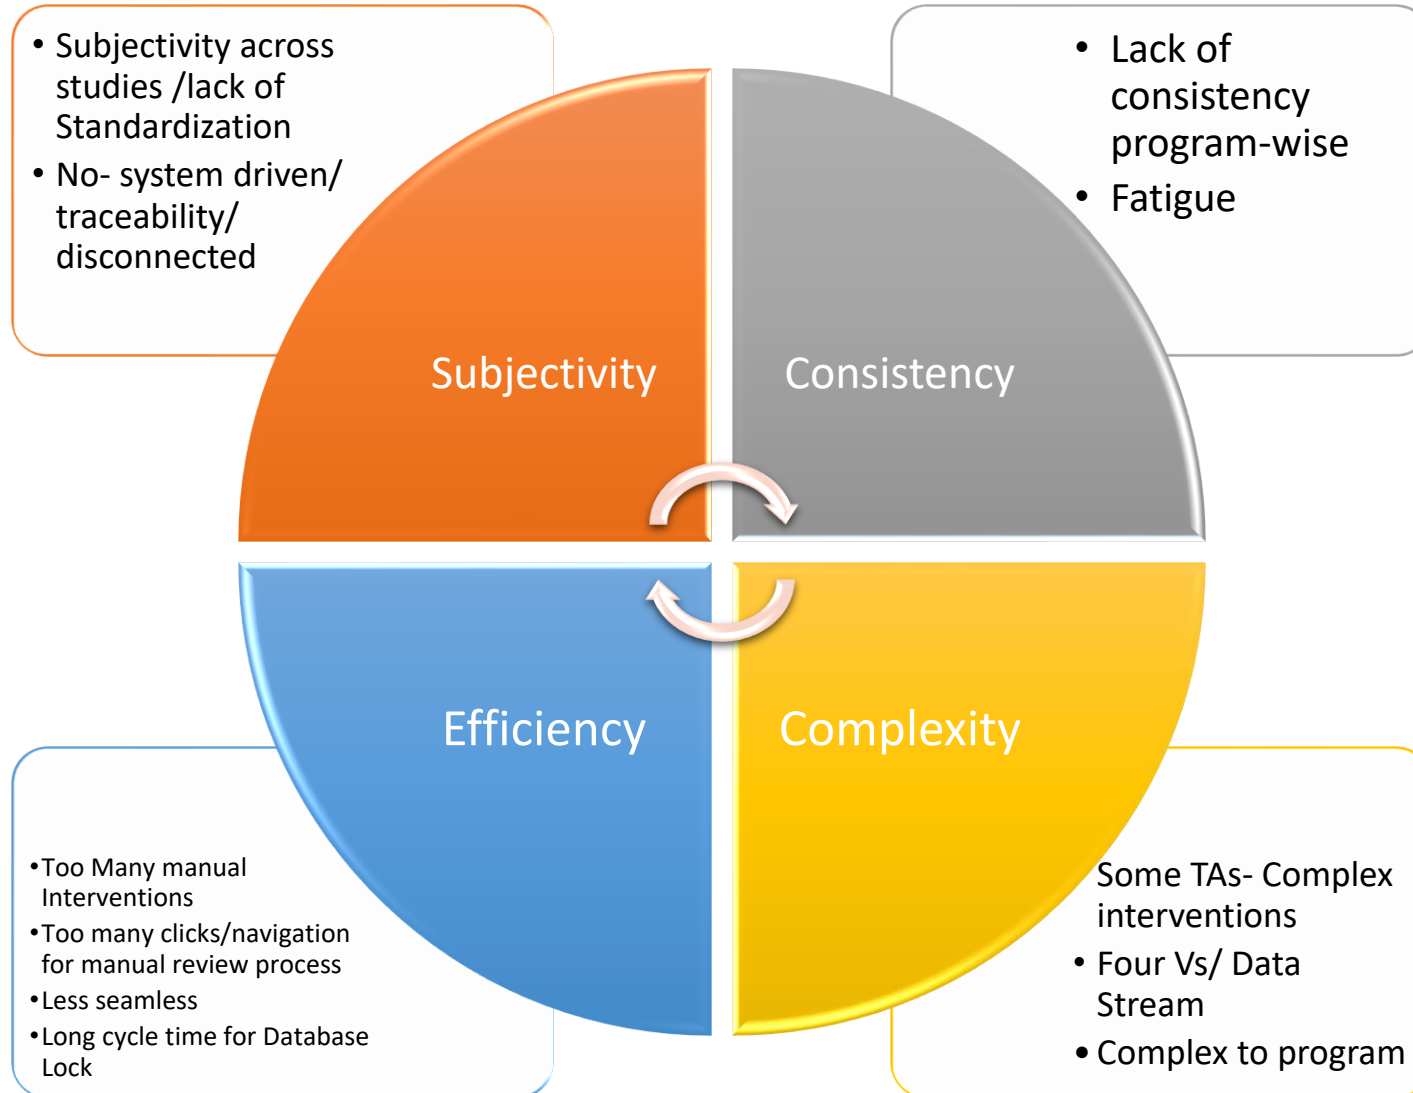 • Subjectivity across
studies /lack of
Standardization
• No- system driven/
traceability/
disconnected
• Lack of
consistency
program-wise
• Fatigue
Subjectivity
Consistency
Efficiency
Complexity
•Too Many manual
Interventions
•Too many clicks/navigation
for manual review process
•Less seamless
•Long cycle time for Database
Lock
Some TAs- Complex
interventions
• Four Vs/ Data
Stream
• Complex to program